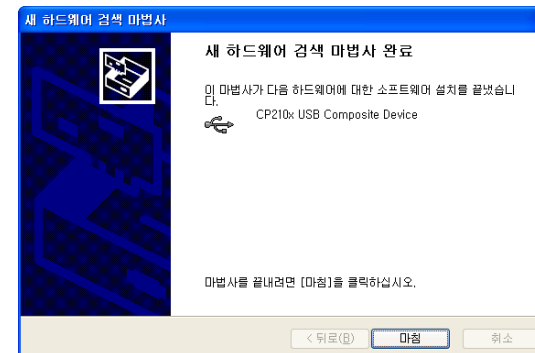 새 하드웨어 검색 마법사
새 하드웨어 검색 마법사 완료
이 마법사가 다음 하드웨어에 대한 소프트웨어 설치를 끝냈습니
다.
CP210x USB Composite Device
마법사를 끝내려면 [마침]을 클릭하십시오.
< 뒤로(B) 마침 취소